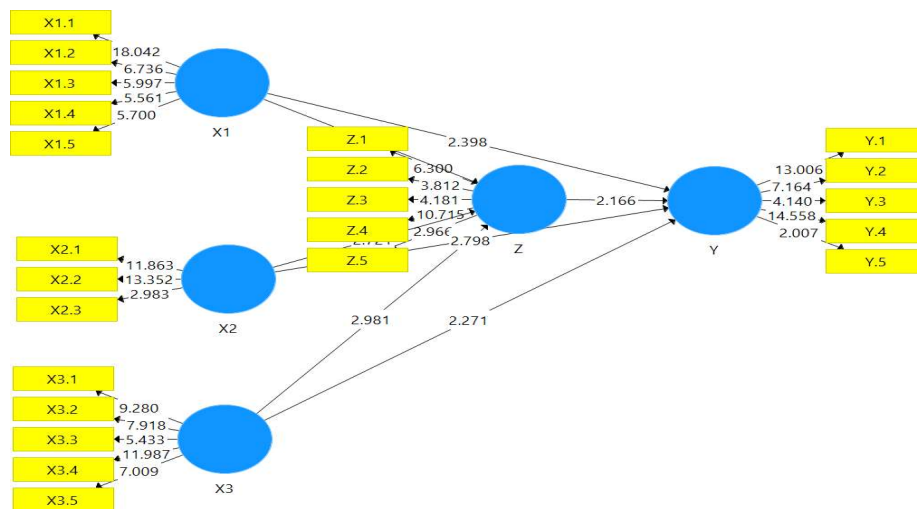 X1.1
X1.2
X1.3
X1.4
X1.5
18.042
6.736
5.997
5.561
5.700
X1
X2.1
X2.2
X2.3
11.863
13.352
2.983
X2
X3.1
X3.2
X3.3
X3.4
X3.5
9.280
7.918
5.433
11.987
7.009
X3
Z.1
Z.2
Z.3
Z.4
Z.5
6.300
3.812
4.181
10.715
2.966
Z
2.398
2.166
2.798
2.981
2.271
Y
13.006
7.164
4.140
14.558
2.007
Y.1
Y.2
Y.3
Y.4
Y.5